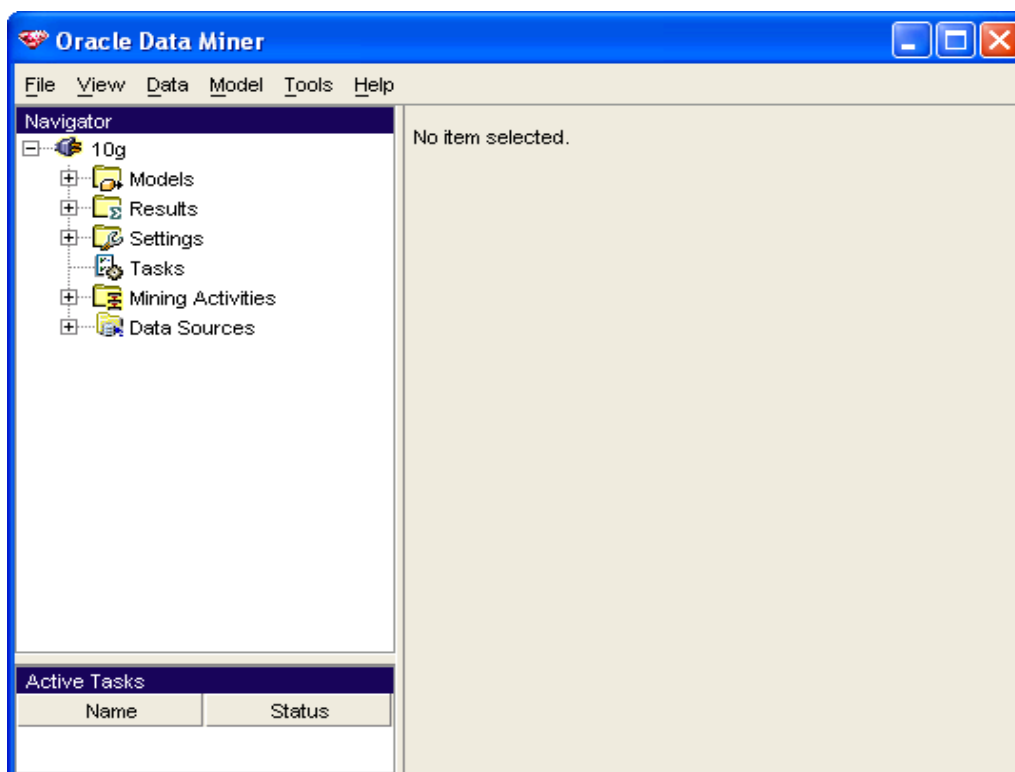 Oracle Data Miner
File View Data Model Tools Help
Navigator
10g
Models
Results
Settings
Tasks
Mining Activities
Data Sources
No item selected.
Active Tasks
Name Status